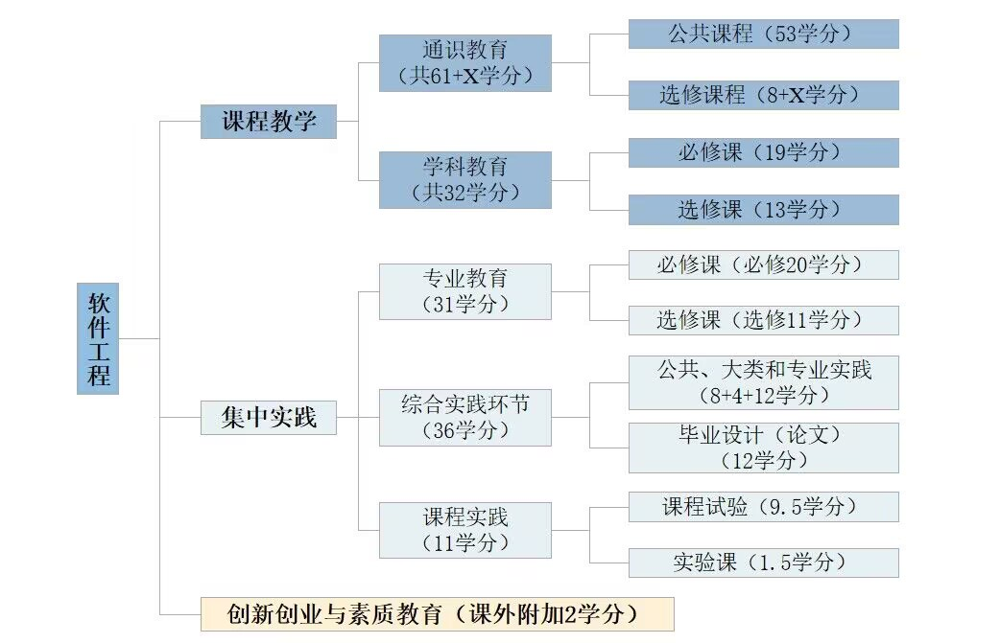 软件工程
课程教学
通识教育
（共61+X学分）
公共课程（53学分）
选修课程（8+X学分）
学科教育
（共32学分）
必修课（19学分）
选修课（13学分）
集中实践
专业教育
（31学分）
必修课（必修20学分）
选修课（选修11学分）
综合实践环节
（36学分）
公共、大类和专业实践
（8+4+12学分）
毕业设计（论文）
（12学分）
课程实践
（11学分）
课程试验（9.5学分）
实验课（1.5学分）
创新创业与素质教育（课外附加2学分）